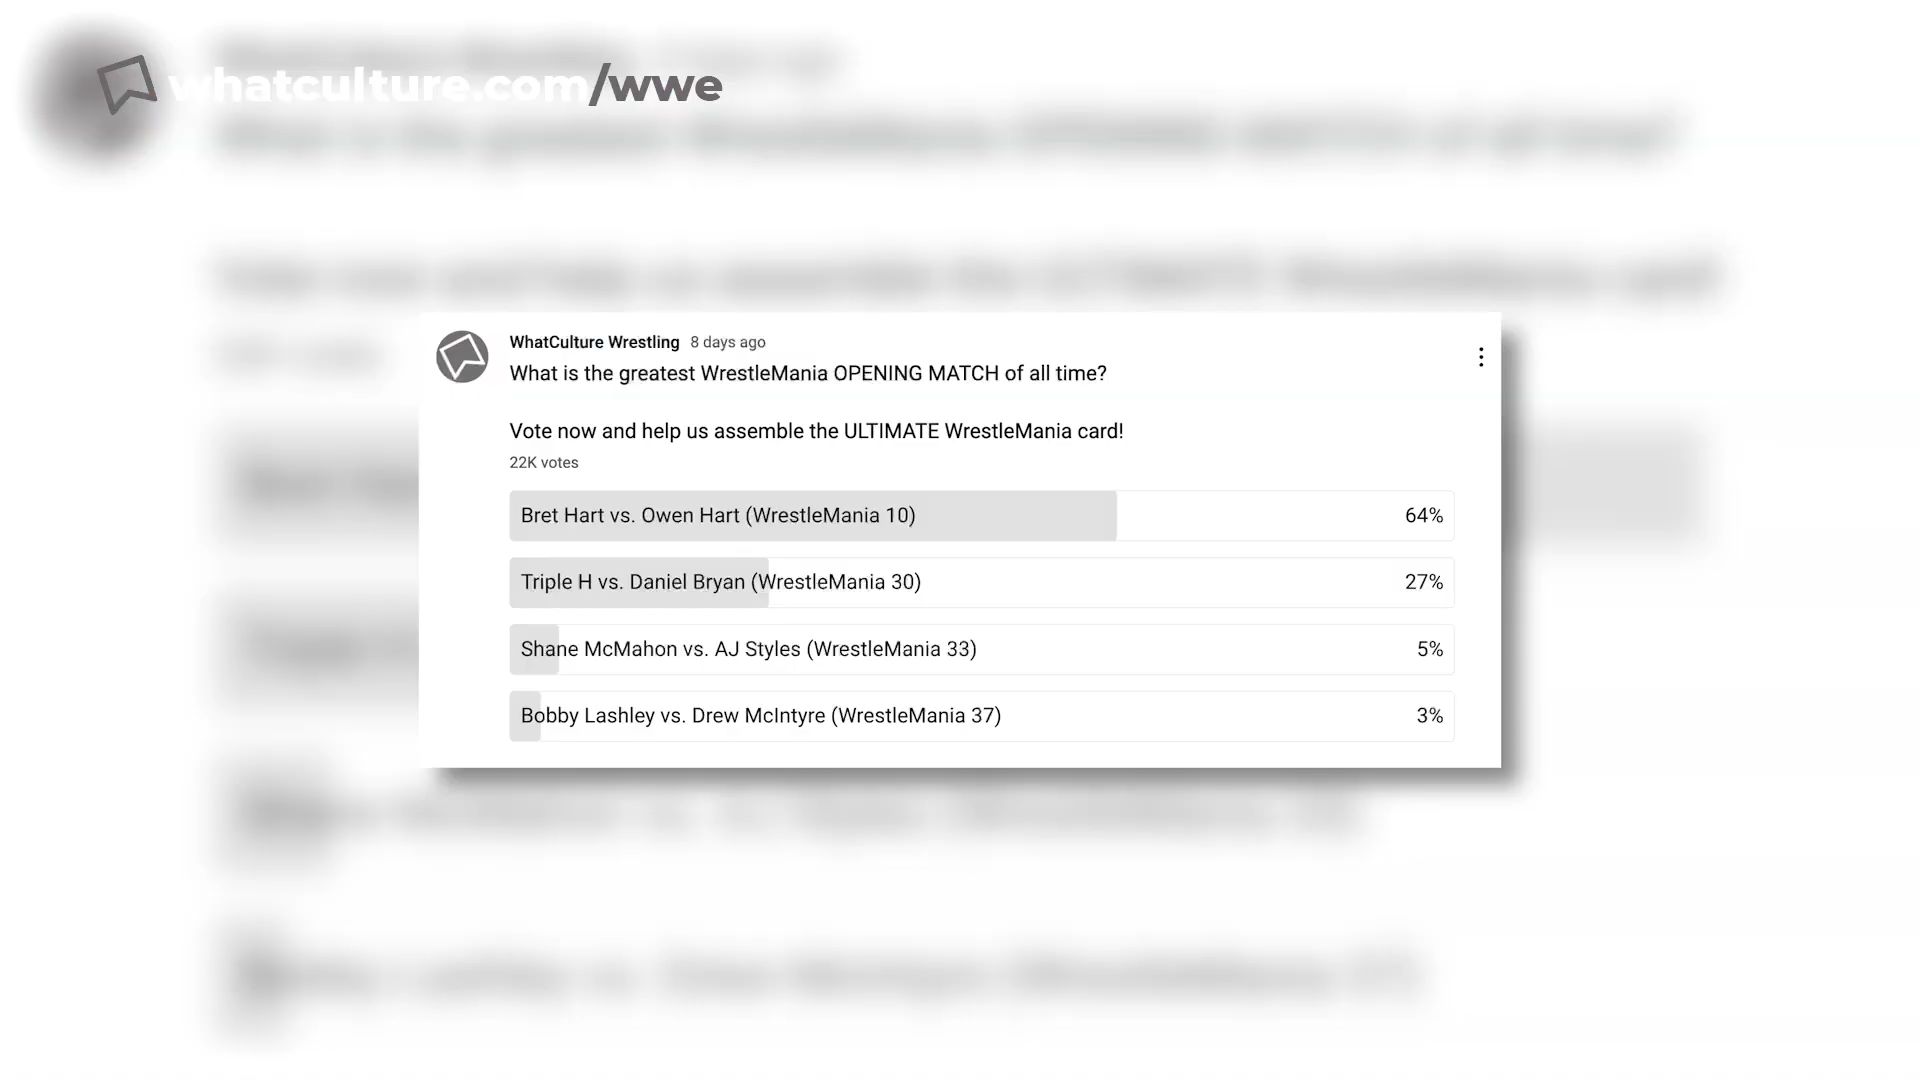 whatculture.com/wwe
WhatCulture Wrestling 8 days ago
What is the greatest WrestleMania OPENING MATCH of all time?
Vote now and help us assemble the ULTIMATE WrestleMania card!
22K votes
Bret Hart vs. Owen Hart (WrestleMania 10) 64%
Triple H vs. Daniel Bryan (WrestleMania 30) 27%
Shane McMahon vs. AJ Styles (WrestleMania 33) 5%
Bobby Lashley vs. Drew McIntyre (WrestleMania 37) 3%